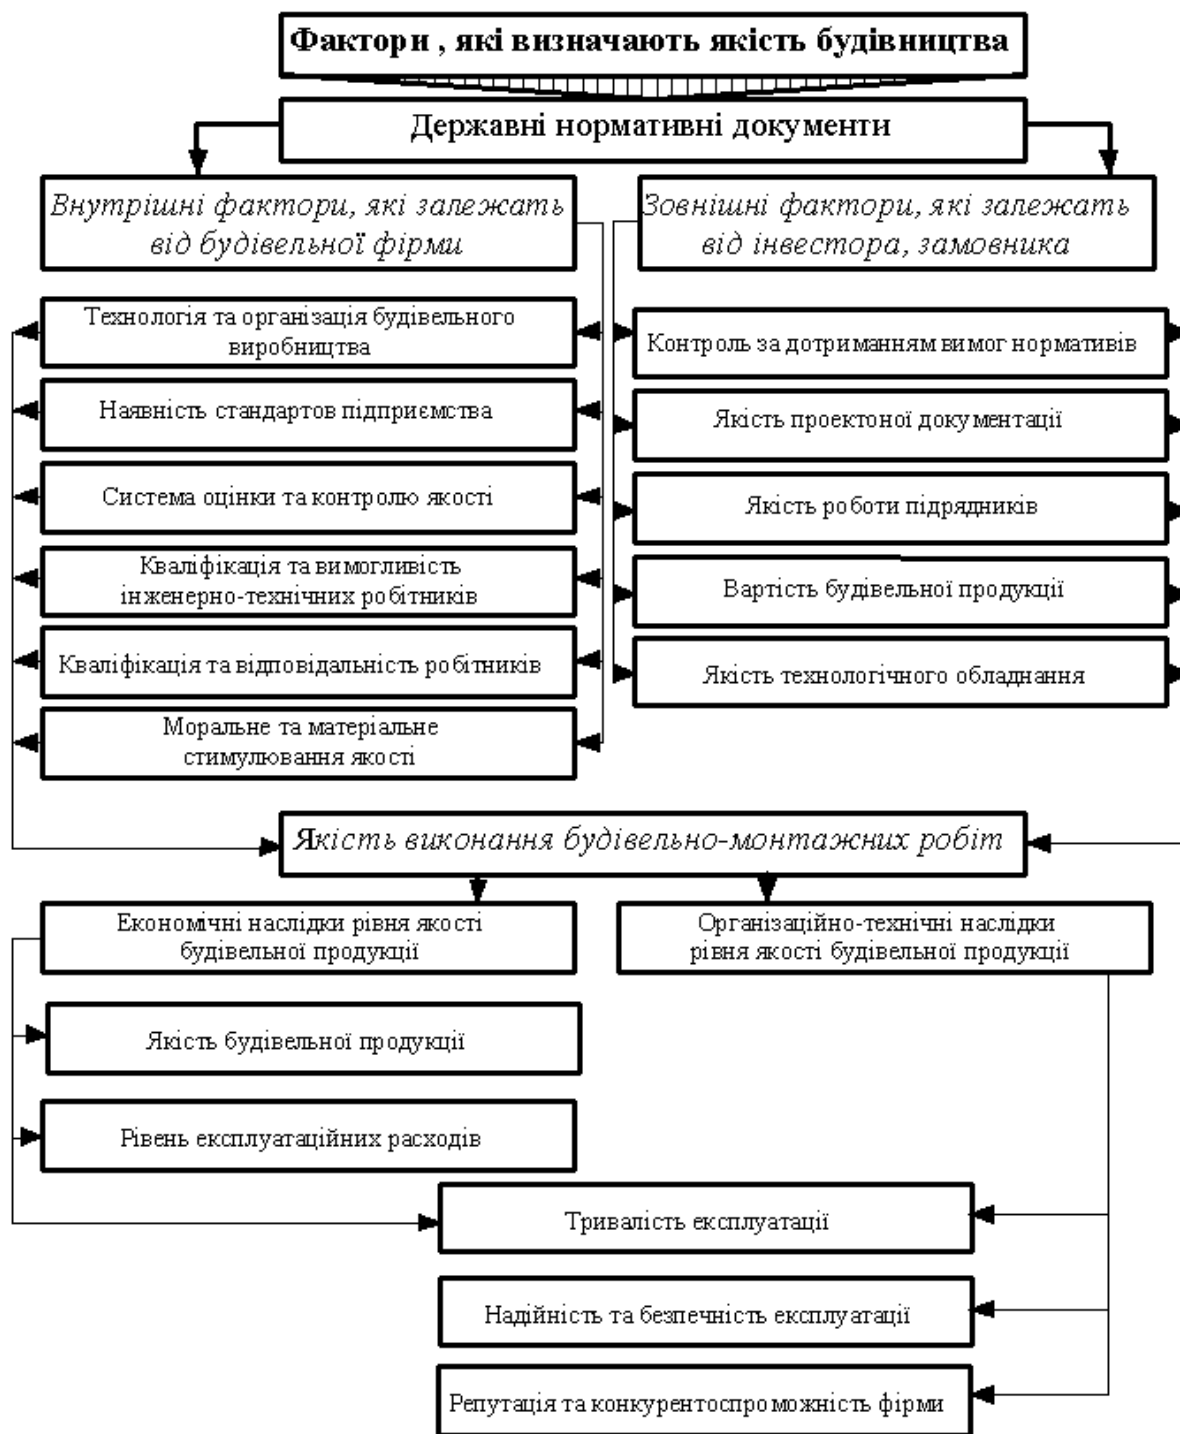 Фактори , які визначають якість будівництва
Державні нормативні документи
Внутрішні фактори, які залежать
від будівельної фірми
Зовнішні фактори, які залежать
від інвестора, замовника
Технологія та організація будівельного
виробництва
Наявність стандартов підприємства
Система оцінки та контролю якості
Кваліфікація та вимогливість
інженерно-технічних робітників
Кваліфікація та відповідальність робітників
Моральне та матеріальне
стимулювання якості
Контроль за дотриманням вимог нормативів
Якість проектоної документації
Якість роботи підрядників
Вартість будівельної продукції
Якість технологічного обладнання
Якість виконання будівельно-монтажних робіт
Економічні наслідки рівня якості
будівельної продукції
Організаційно-технічні наслідки
рівня якості будівельної продукції
Якість будівельної продукції
Рівень експлуатаційних расходів
Тривалість експлуатації
Надійність та безпечність експлуатації
Репутація та конкурентоспроможність фірми